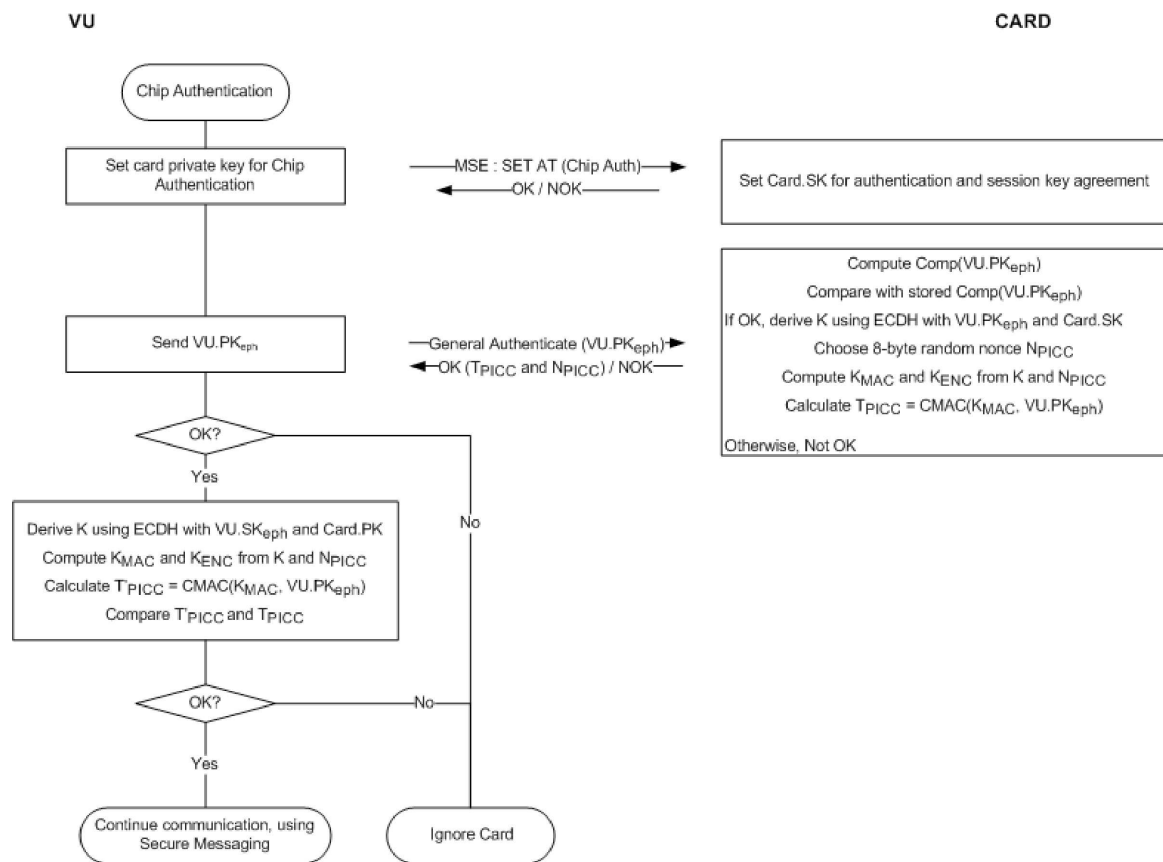 VU
CARD
Chip Authentication
Set card private key for Chip
Authentication
MSE : SET AT (Chip Auth)
OK / NOK
Set Card.SK for authentication and session key agreement
Send VU.PKeph
General Authenticate (VU.PKeph)
OK (TPICC and NPICC) / NOK
Compute Comp(VU.PKeph)
Compare with stored Comp(VU.PKeph)
If OK, derive K using ECDH with VU.PKeph and Card.SK
Choose 8-byte random nonce NPICC
Compute KMAC and KENC from K and NPICC
Calculate TPICC = CMAC(KMAC, VU.PKeph)
Otherwise, Not OK
OK?
Yes
No
Derive K using ECDH with VU.SKeph and Card.PK
Compute KMAC and KENC from K and NPICC
Calculate T'PICC = CMAC(KMAC, VU.PKeph)
Compare T'PICC and TPICC
OK?
No
Yes
Continue communication, using
Secure Messaging
Ignore Card